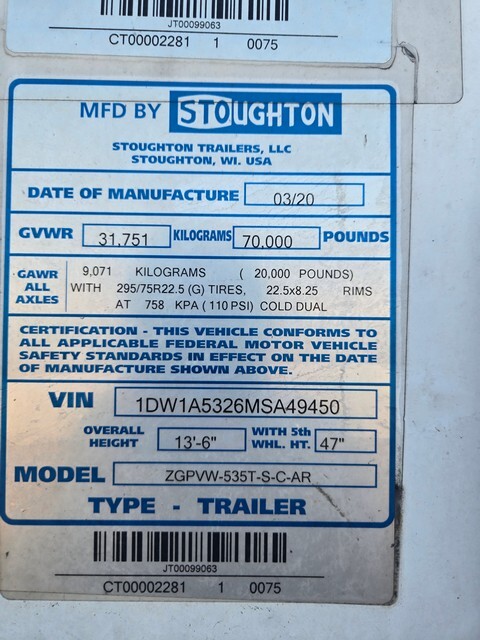 JT00099063
CT00002281 1 0075
MFD BY STOUGHTON
STOUGHTON TRAILERS, LLC
STOUGHTON, WI. USA
DATE OF MANUFACTURE 03/20
GVWR 31,751 KILOGRAMS 70,000 POUNDS
GAWR ALL AXLES
9,071 KILOGRAMS ( 20,000 POUNDS)
WITH 295/75R22.5 (G) TIRES, 22.5x8.25 RIMS
AT 758 KPA ( 110 PSI) COLD DUAL
CERTIFICATION - THIS VEHICLE CONFORMS TO
ALL APPLICABLE FEDERAL MOTOR VEHICLE
SAFETY STANDARDS IN EFFECT ON THE DATE
OF MANUFACTURE SHOWN ABOVE.
VIN 1DW1A5326MSA49450
OVERALL HEIGHT 13'-6" WITH 5th WHL. HT. 47"
MODEL ZGPVW-535T-S-C-AR
TYPE - TRAILER
JT00099063
CT00002281 1 0075